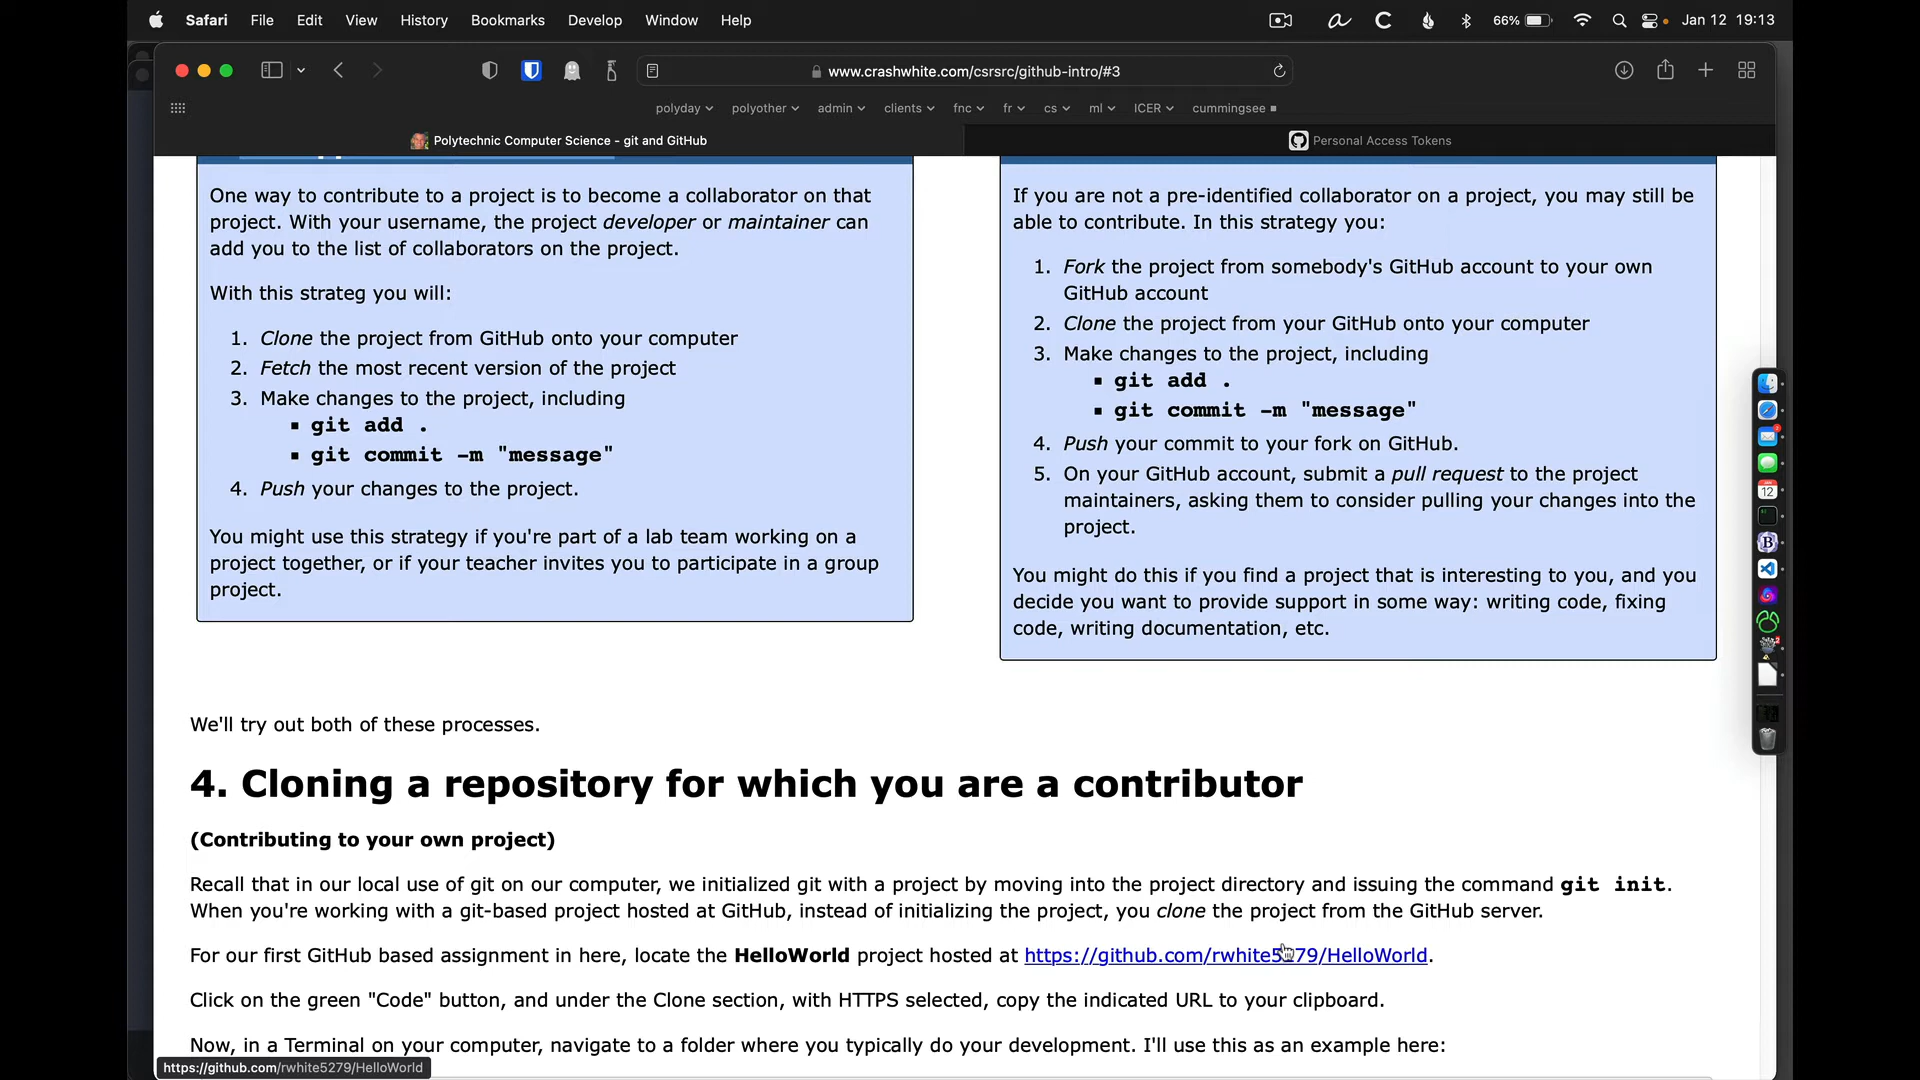 Safari File Edit View History Bookmarks Develop Window Help 66% Jan 12 19:13
www.crashwhite.com/csrsrc/github-intro/#3
polyday polyother admin clients fnc fr cs ml ICER cummingsee
Polytechnic Computer Science - git and GitHub
Personal Access Tokens
One way to contribute to a project is to become a collaborator on that
project. With your username, the project developer or maintainer can
add you to the list of collaborators on the project.
With this strateg you will:
1. Clone the project from GitHub onto your computer
2. Fetch the most recent version of the project
3. Make changes to the project, including
▪ git add .
▪ git commit -m "message"
4. Push your changes to the project.
You might use this strategy if you're part of a lab team working on a
project together, or if your teacher invites you to participate in a group
project.
If you are not a pre-identified collaborator on a project, you may still be
able to contribute. In this strategy you:
1. Fork the project from somebody's GitHub account to your own
GitHub account
2. Clone the project from your GitHub onto your computer
3. Make changes to the project, including
▪ git add .
▪ git commit -m "message"
4. Push your commit to your fork on GitHub.
5. On your GitHub account, submit a pull request to the project
maintainers, asking them to consider pulling your changes into the
project.
You might do this if you find a project that is interesting to you, and you
decide you want to provide support in some way: writing code, fixing
code, writing documentation, etc.
We'll try out both of these processes.
4. Cloning a repository for which you are a contributor
(Contributing to your own project)
Recall that in our local use of git on our computer, we initialized git with a project by moving into the project directory and issuing the command git init.
When you're working with a git-based project hosted at GitHub, instead of initializing the project, you clone the project from the GitHub server.
For our first GitHub based assignment in here, locate the HelloWorld project hosted at https://github.com/rwhite5279/HelloWorld.
Click on the green "Code" button, and under the Clone section, with HTTPS selected, copy the indicated URL to your clipboard.
Now, in a Terminal on your computer, navigate to a folder where you typically do your development. I'll use this as an example here:
https://github.com/rwhite5279/HelloWorld